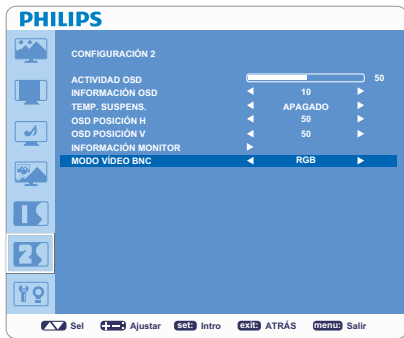 PHILIPS
CONFIGURACIÓN 2
ACTIVIDAD OSD 50
INFORMACIÓN OSD 10
TEMP. SUSPENS. APAGADO
OSD POSICIÓN H 50
OSD POSICIÓN V 50
INFORMACIÓN MONITOR
MODO VÍDEO BNC RGB
Sel Ajustar set: Intro exit: ATRÁS menu: Salir